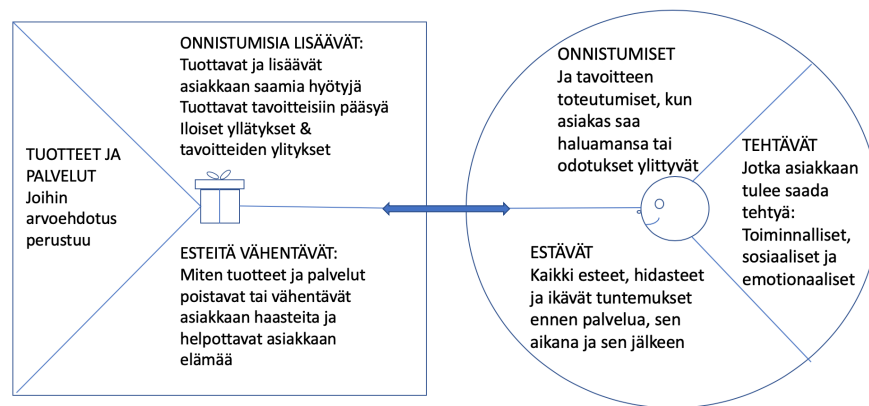 TUOTTEET JA
PALVELUT
Joihin
arvoehdotus
perustuu
ONNISTUMISIA LISÄÄVÄT:
Tuottavat ja lisäävät
asiakkaan saamia hyötyjä
Tuottavat tavoitteisiin pääsyä
Iloiset yllätykset &
tavoitteiden ylitykset
ESTEITÄ VÄHENTÄVÄT:
Miten tuotteet ja palvelut
poistavat tai vähentävät
asiakkaan haasteita ja
helpottavat asiakkaan
elämää
ONNISTUMISET
Ja tavoitteen
toteutumiset, kun
asiakas saa
haluamansa tai
odotukset ylittyvät
ESTÄVÄT
Kaikki esteet, hidasteet
ja ikävät tuntemukset
ennen palvelua, sen
aikana ja sen jälkeen
TEHTÄVÄT
Jotka asiakkaan
tulee saada
tehtyä:
Toiminnalliset,
sosiaaliset ja
emotionaaliset